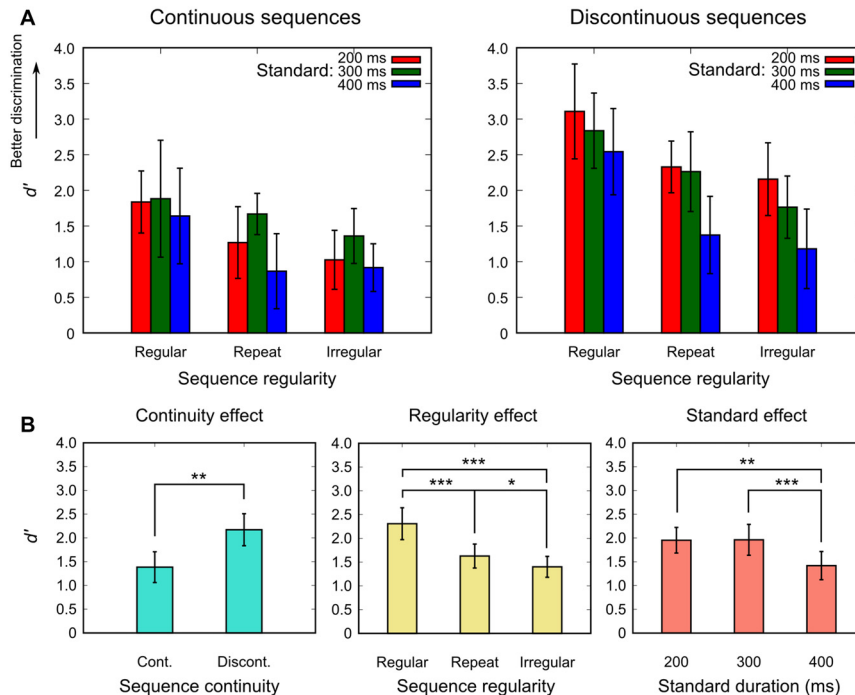 A
Continuous sequences
Better discrimination
d′
4.0
3.5
3.0
2.5
2.0
1.5
1.0
0.5
0
Standard:
200 ms
300 ms
400 ms
Regular
Repeat
Irregular
Sequence regularity
Discontinuous sequences
4.0
3.5
3.0
2.5
2.0
1.5
1.0
0.5
0
Standard:
200 ms
300 ms
400 ms
Regular
Repeat
Irregular
Sequence regularity
B
Continuity effect
d′
4.0
3.5
3.0
2.5
2.0
1.5
1.0
0.5
0
**
Cont.
Discont.
Sequence continuity
Regularity effect
4.0
3.5
3.0
2.5
2.0
1.5
1.0
0.5
0
***
***
*
Regular
Repeat
Irregular
Sequence regularity
Standard effect
4.0
3.5
3.0
2.5
2.0
1.5
1.0
0.5
0
**
***
200
300
400
Standard duration (ms)